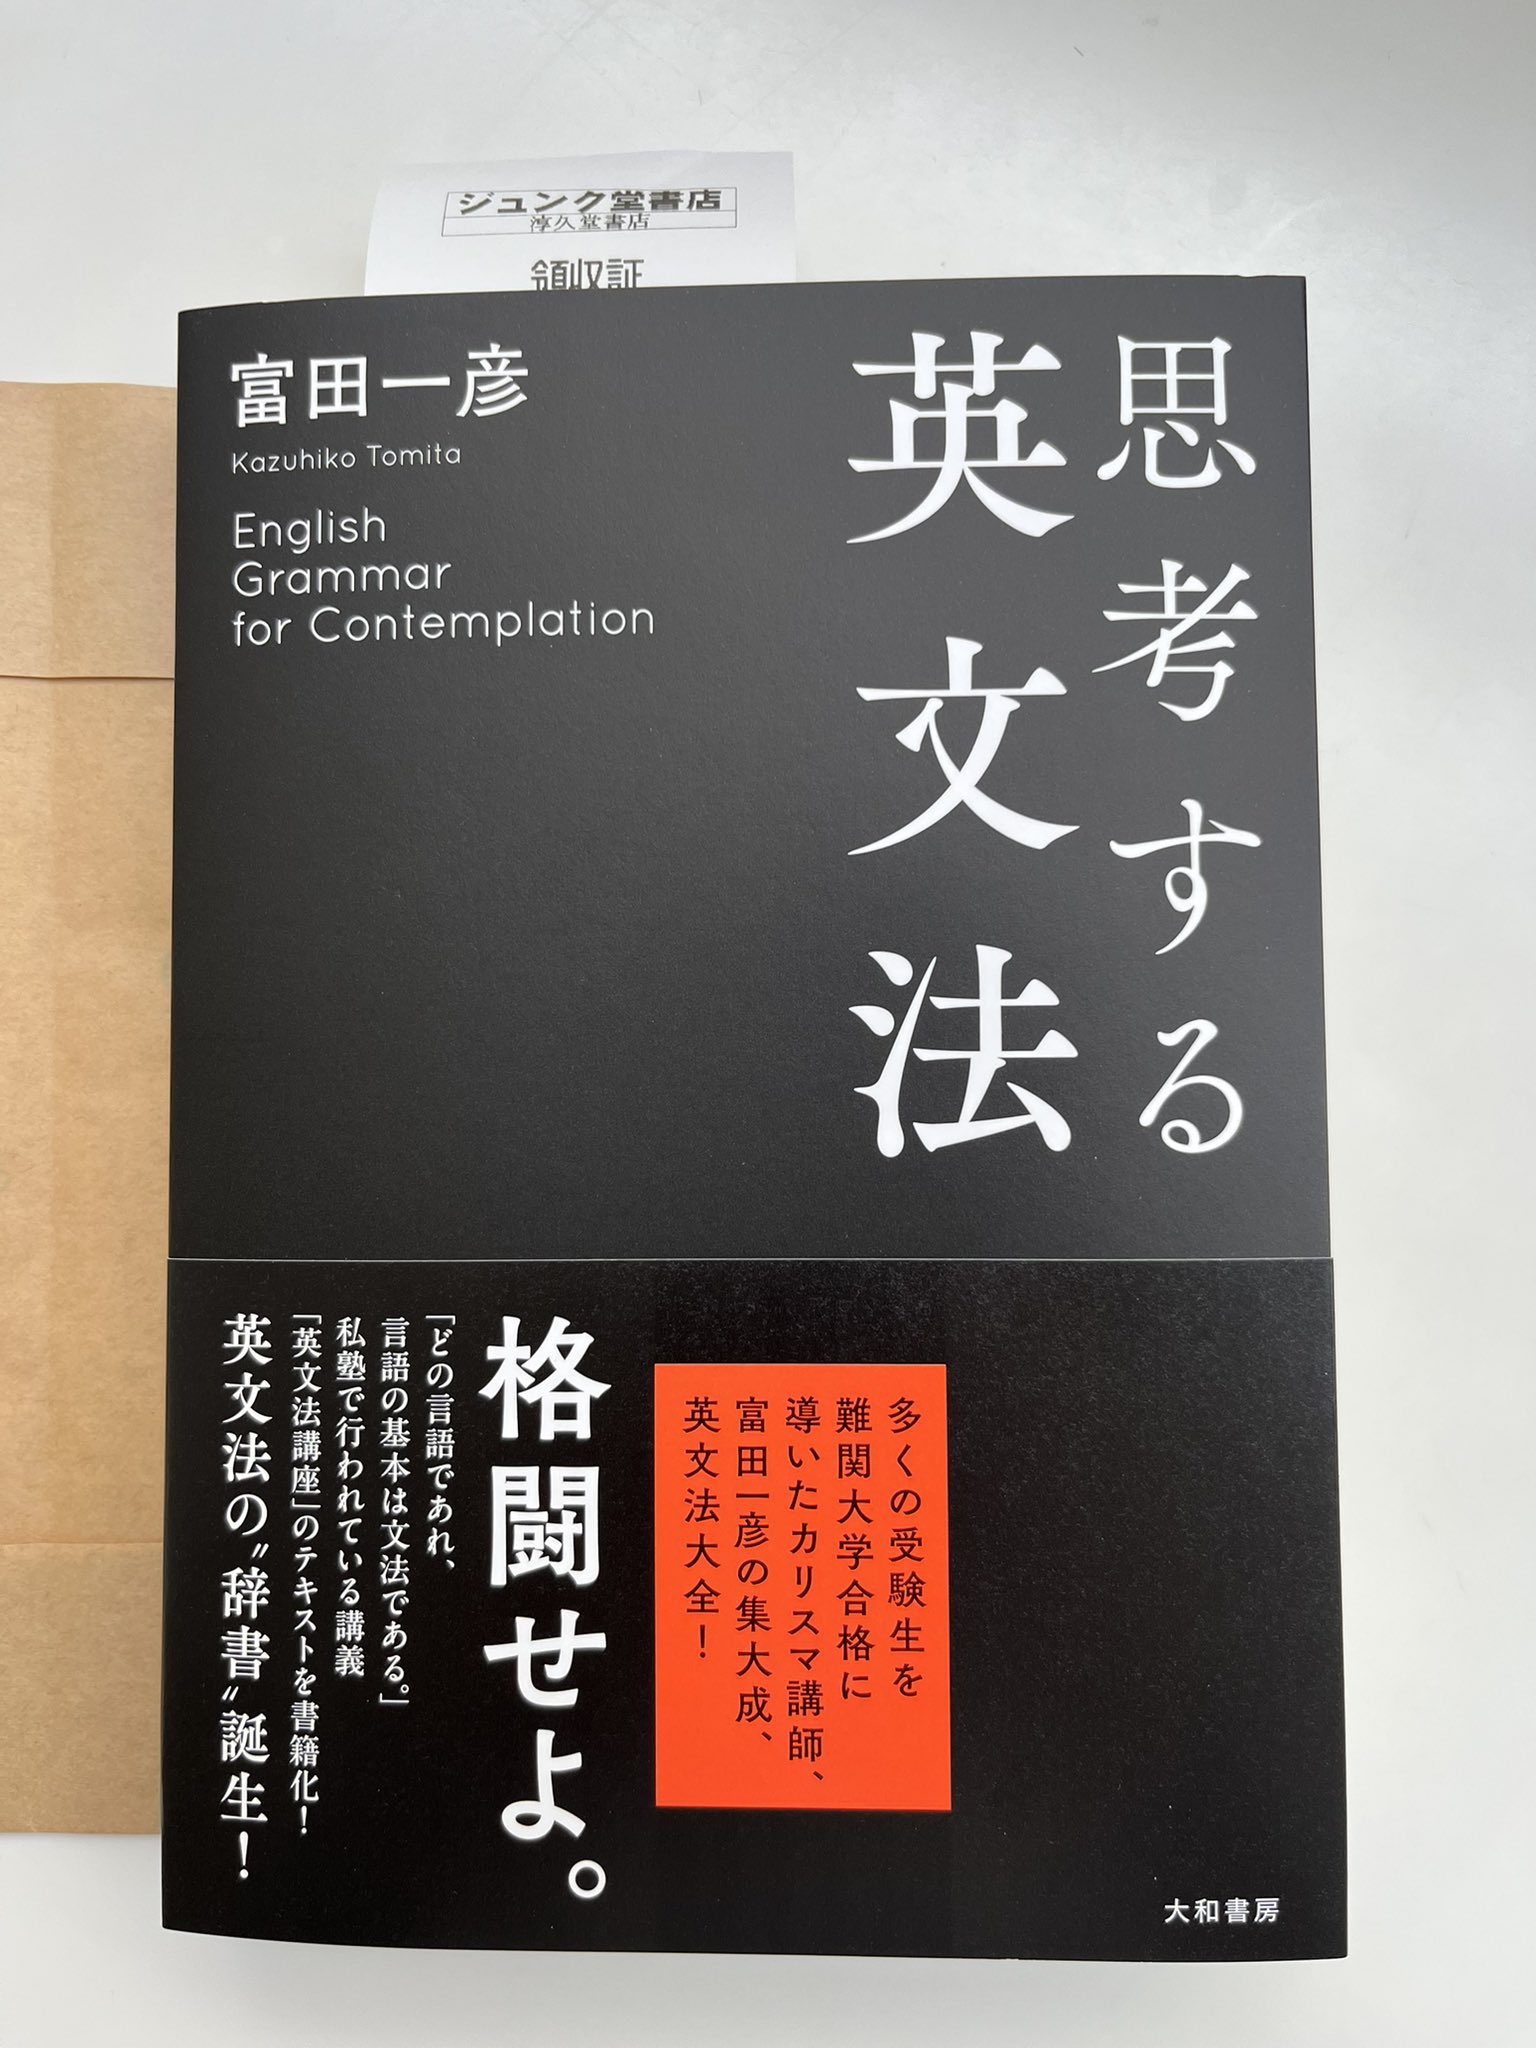 ジュンク堂書店
淳久堂書店
領収証
思考する
英文法
富田一彦
Kazuhiko Tomita
English
Grammar
for Contemplation
多くの受験生を
難関大学合格に
導いたカリスマ講師、
富田一彦の集大成、
英文法大全!
格闘せよ。
「どの言語であれ、
言語の基本は文法である。」
私塾で行われている講義
「英文法講座」のテキストを書籍化!
英文法の〝辞書〟誕生!
大和書房